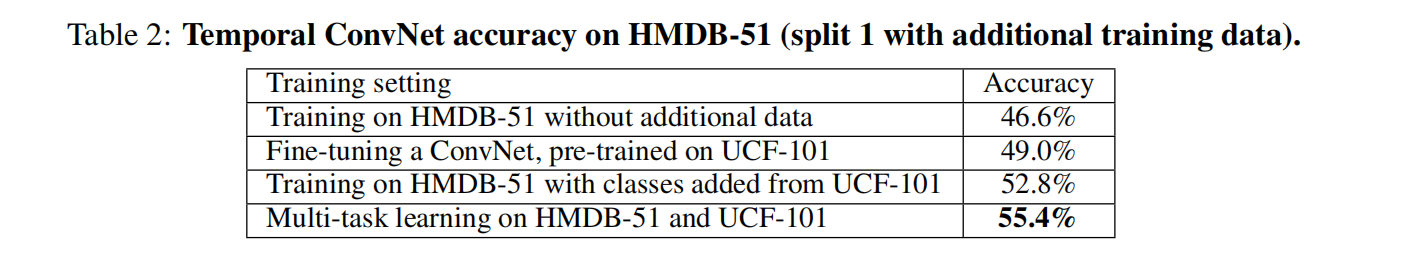 Table 2: Temporal ConvNet accuracy on HMDB-51 (split 1 with additional training data).
Training setting Accuracy
Training on HMDB-51 without additional data 46.6%
Fine-tuning a ConvNet, pre-trained on UCF-101 49.0%
Training on HMDB-51 with classes added from UCF-101 52.8%
Multi-task learning on HMDB-51 and UCF-101 55.4%